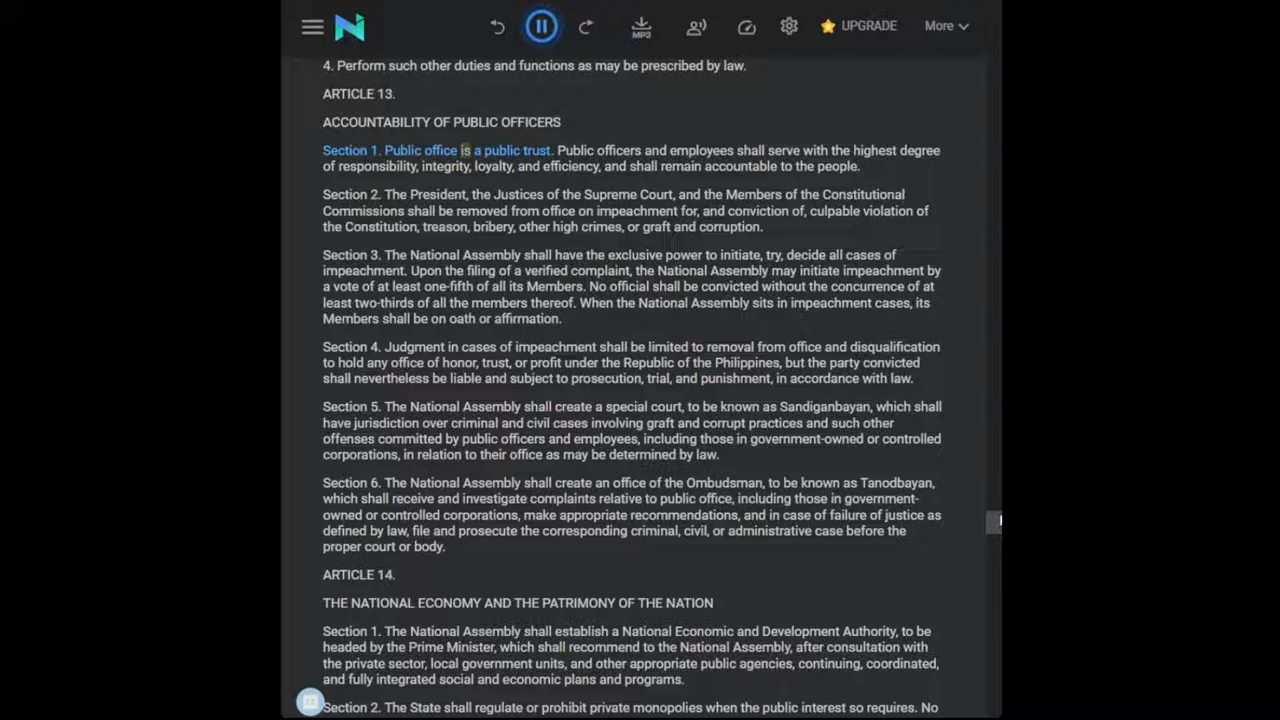 MP3
UPGRADE
More
4. Perform such other duties and functions as may be prescribed by law.
ARTICLE 13.
ACCOUNTABILITY OF PUBLIC OFFICERS
Section 1. Public office is a public trust. Public officers and employees shall serve with the highest degree
of responsibility, integrity, loyalty, and efficiency, and shall remain accountable to the people.
Section 2. The President, the Justices of the Supreme Court, and the Members of the Constitutional
Commissions shall be removed from office on impeachment for, and conviction of, culpable violation of
the Constitution, treason, bribery, other high crimes, or graft and corruption.
Section 3. The National Assembly shall have the exclusive power to initiate, try, decide all cases of
impeachment. Upon the filing of a verified complaint, the National Assembly may initiate impeachment by
a vote of at least one-fifth of all its Members. No official shall be convicted without the concurrence of at
least two-thirds of all the members thereof. When the National Assembly sits in impeachment cases, its
Members shall be on oath or affirmation.
Section 4. Judgment in cases of impeachment shall be limited to removal from office and disqualification
to hold any office of honor, trust, or profit under the Republic of the Philippines, but the party convicted
shall nevertheless be liable and subject to prosecution, trial, and punishment, in accordance with law.
Section 5. The National Assembly shall create a special court, to be known as Sandiganbayan, which shall
have jurisdiction over criminal and civil cases involving graft and corrupt practices and such other
offenses committed by public officers and employees, including those in government-owned or controlled
corporations, in relation to their office as may be determined by law.
Section 6. The National Assembly shall create an office of the Ombudsman, to be known as Tanodbayan,
which shall receive and investigate complaints relative to public office, including those in government-
owned or controlled corporations, make appropriate recommendations, and in case of failure of justice as
defined by law, file and prosecute the corresponding criminal, civil, or administrative case before the
proper court or body.
ARTICLE 14.
THE NATIONAL ECONOMY AND THE PATRIMONY OF THE NATION
Section 1. The National Assembly shall establish a National Economic and Development Authority, to be
headed by the Prime Minister, which shall recommend to the National Assembly, after consultation with
the private sector, local government units, and other appropriate public agencies, continuing, coordinated,
and fully integrated social and economic plans and programs.
Section 2. The State shall regulate or prohibit private monopolies when the public interest so requires. No